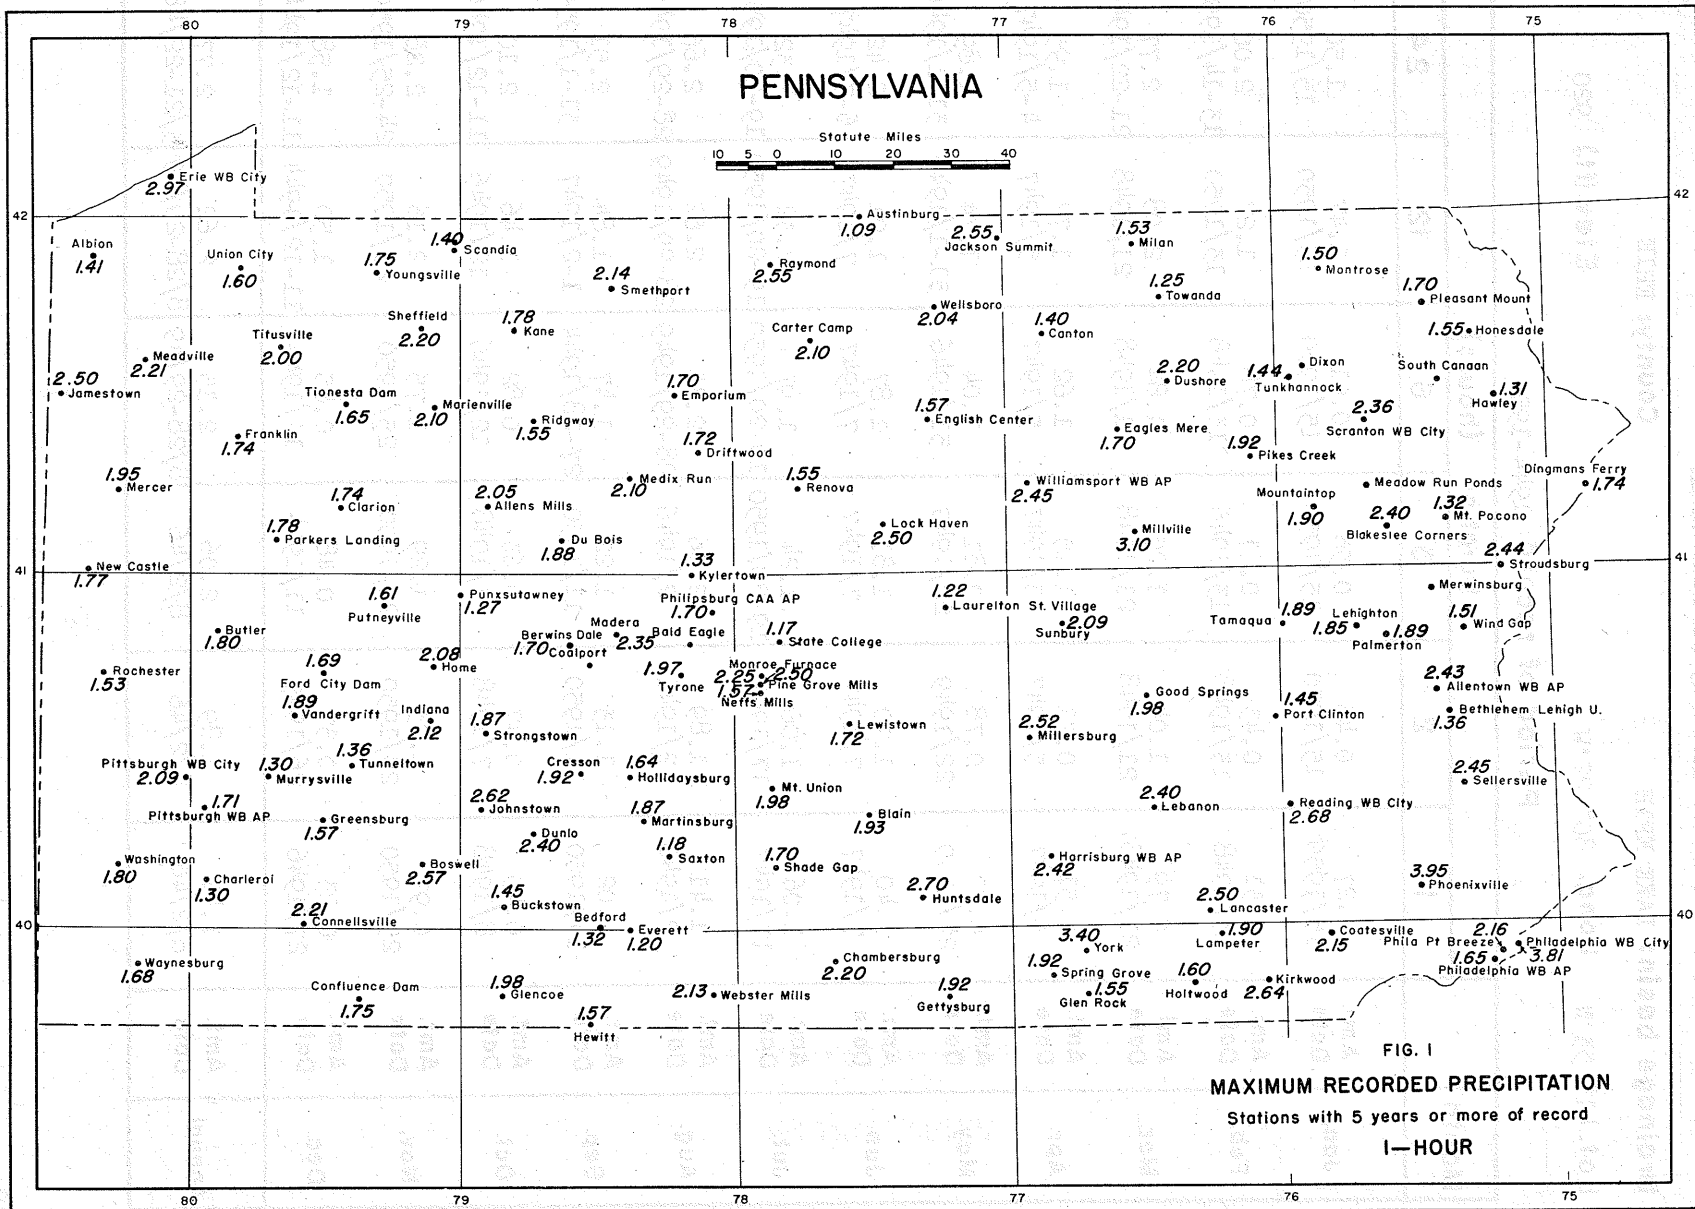 80 79 78 77 76 75
PENNSYLVANIA
Statute Miles
10 5 0 10 20 30 40
Erie WB City
2.97
42
42
Austinburg
1.09
Albion
1.41
Union City
1.60
1.75
Youngsville
1.40
Scandia
2.14
Smethport
Raymond
2.55
2.55
Jackson Summit
1.53
Milan
1.50
Montrose
1.25
Towanda
1.70
Pleasant Mount
Wellsboro
2.04
1.40
Canton
1.55 Honesdale
Sheffield
2.20
1.78
Kane
Carter Camp
2.10
Titusville
2.00
Meadville
2.21
2.50
Jamestown
Tionesta Dam
1.65
Marienville
2.10
1.70
Emporium
2.20
Dushore
1.44
Tunkhannock
Dixon
South Canaan
1.31
Hawley
Ridgway
1.55
1.57
English Center
2.36
Scranton WB City
Franklin
1.74
1.72
Driftwood
Eagles Mere
1.70
1.92
Pikes Creek
1.95
Mercer
Medix Run
2.10
1.55
Renova
Williamsport WB AP
2.45
Meadow Run Ponds
Dingmans Ferry
1.74
1.74
Clarion
2.05
Allens Mills
Mountaintop
1.90
2.40
Blakeslee Corners
1.32
Mt. Pocono
1.78
Parkers Landing
Du Bois
1.88
Lock Haven
2.50
Millville
3.10
New Castle
1.77
41
41
1.33
Kylertown
2.44
Stroudsburg
Merwinsburg
1.61
Putneyville
Punxsutawney
1.27
Philipsburg CAA AP
1.70
1.22
Laurelton St. Village
2.09
Sunbury
1.89
Tamaqua
Lehighton
1.85
1.89
Palmerton
1.51
Wind Gap
Butler
1.80
Madera
2.35
Berwins Dale
1.70
Coalport
Bald Eagle
1.17
State College
Rochester
1.53
1.69
Ford City Dam
2.08
Home
1.97
Tyrone
Monroe Furnace
2.25 2.50
Pine Grove Mills
1.57
Neffs Mills
2.43
Allentown WB AP
Good Springs
1.98
1.45
Port Clinton
Bethlehem Lehigh U.
1.36
1.89
Vandergrift
Indiana
2.12
1.87
Strongstown
Lewistown
1.72
2.52
Millersburg
1.36
Tunneltown
Pittsburgh WB City
2.09
1.30
Murrysville
Cresson
1.92
1.64
Hollidaysburg
2.45
Sellersville
Mt. Union
1.98
1.71
Pittsburgh WB AP
2.62
Johnstown
1.87
Martinsburg
Blain
1.93
2.40
Lebanon
Reading WB City
2.68
Greensburg
1.57
Dunlo
2.40
1.18
Saxton
1.70
Shade Gap
Harrisburg WB AP
2.42
Washington
1.80
Charleroi
1.30
Boswell
2.57
3.95
Phoenixville
1.45
Buckstown
2.70
Huntsdale
2.50
Lancaster
2.21
Connellsville
Bedford
1.32
Everett
1.20
40
40
3.40
York
1.90
Lampeter
Coatesville
2.15
2.16
Phila Pt Breeze
Philadelphia WB City
3.81
1.65
Philadelphia WB AP
Waynesburg
1.68
Chambersburg
2.20
1.92
Spring Grove
1.60
Holtwood
Kirkwood
2.64
Confluence Dam
1.75
1.98
Glencoe
2.13 Webster Mills
1.92
Gettysburg
1.55
Glen Rock
1.57
Hewitt
FIG. 1
MAXIMUM RECORDED PRECIPITATION
Stations with 5 years or more of record
1—HOUR
80 79 78 77 76 75